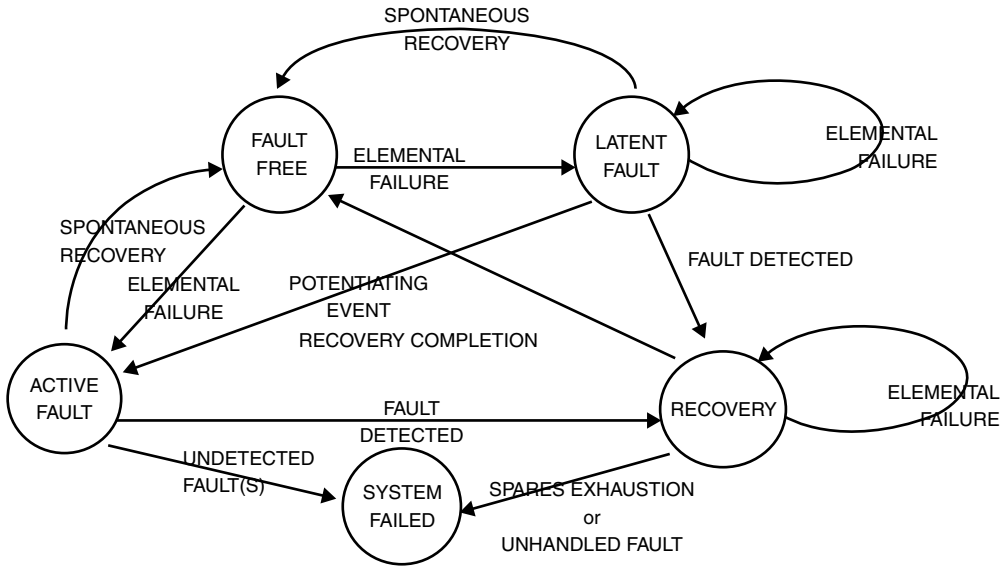 SPONTANEOUS
RECOVERY
FAULT
FREE
ELEMENTAL
FAILURE
LATENT
FAULT
ELEMENTAL
FAILURE
SPONTANEOUS
RECOVERY
ELEMENTAL
FAILURE
POTENTIATING
EVENT
FAULT DETECTED
RECOVERY COMPLETION
ACTIVE
FAULT
FAULT
DETECTED
RECOVERY
ELEMENTAL
FAILURE
UNDETECTED
FAULT(S)
SYSTEM
FAILED
SPARES EXHAUSTION
or
UNHANDLED FAULT